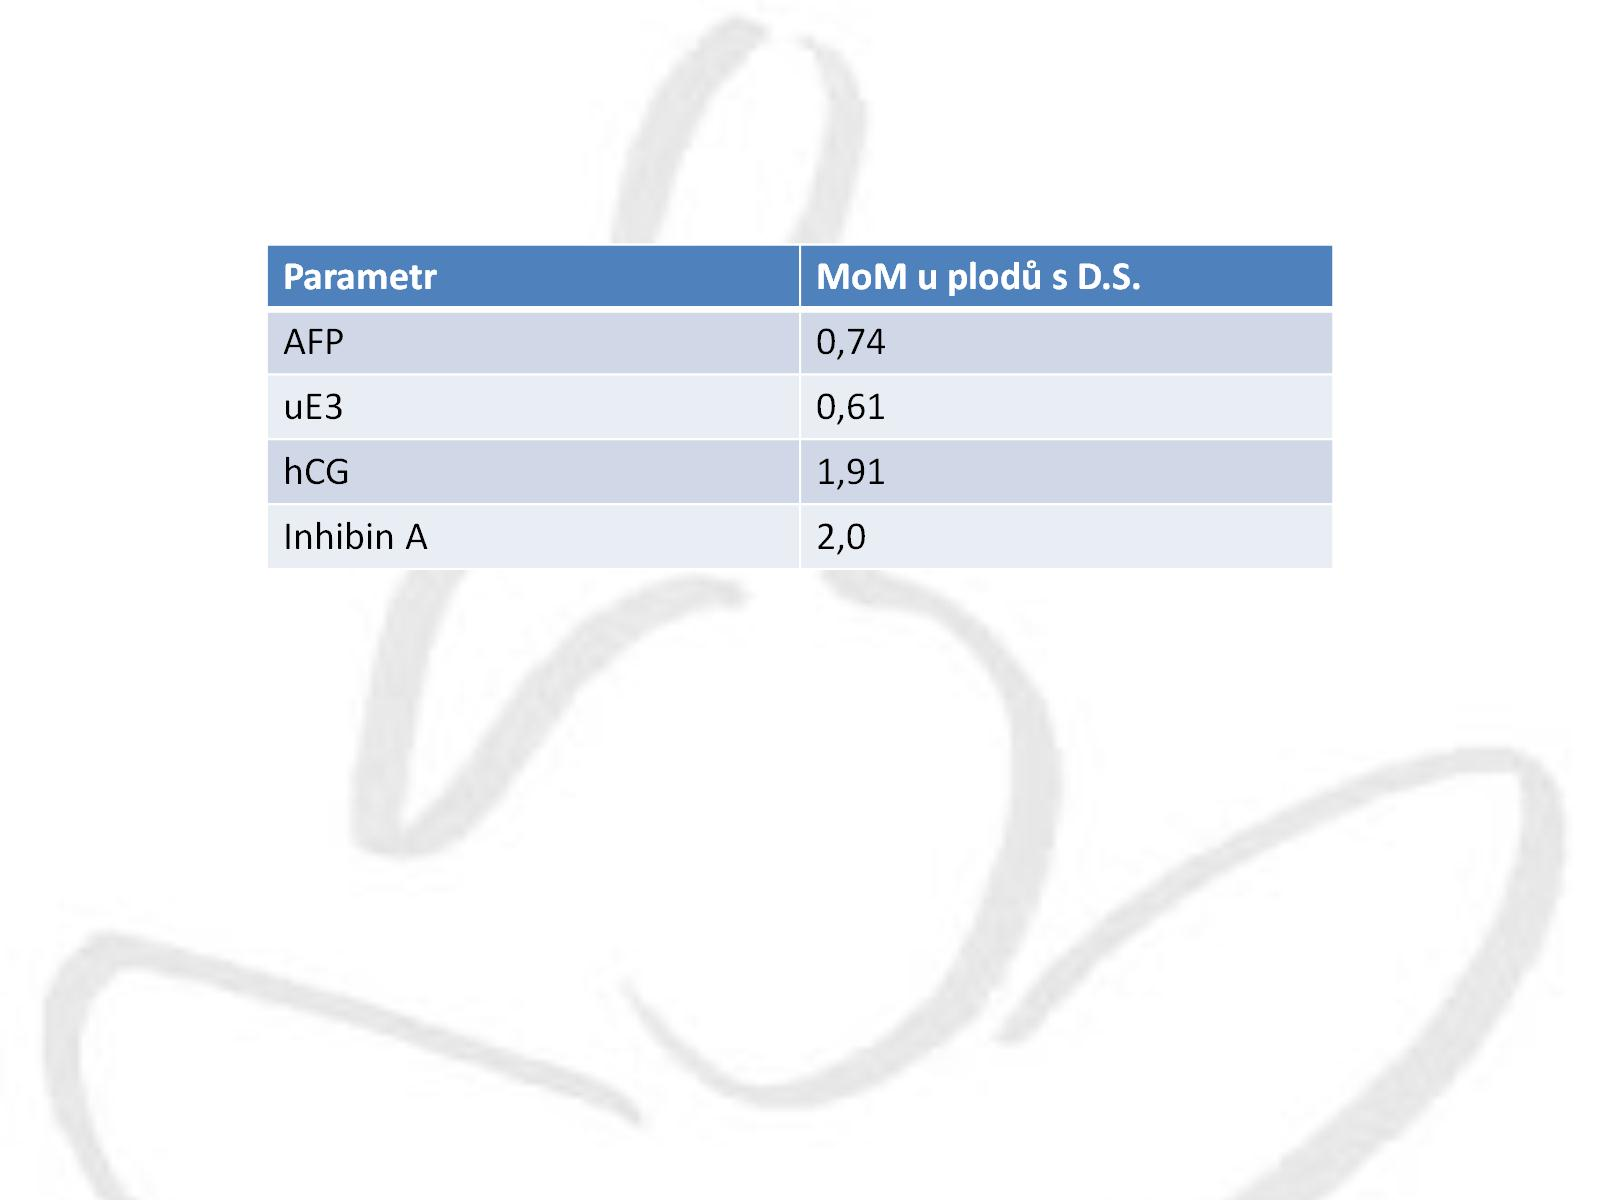 Parametr MoM u plodů s D.S.
AFP 0,74
uE3 0,61
hCG 1,91
Inhibin A 2,0